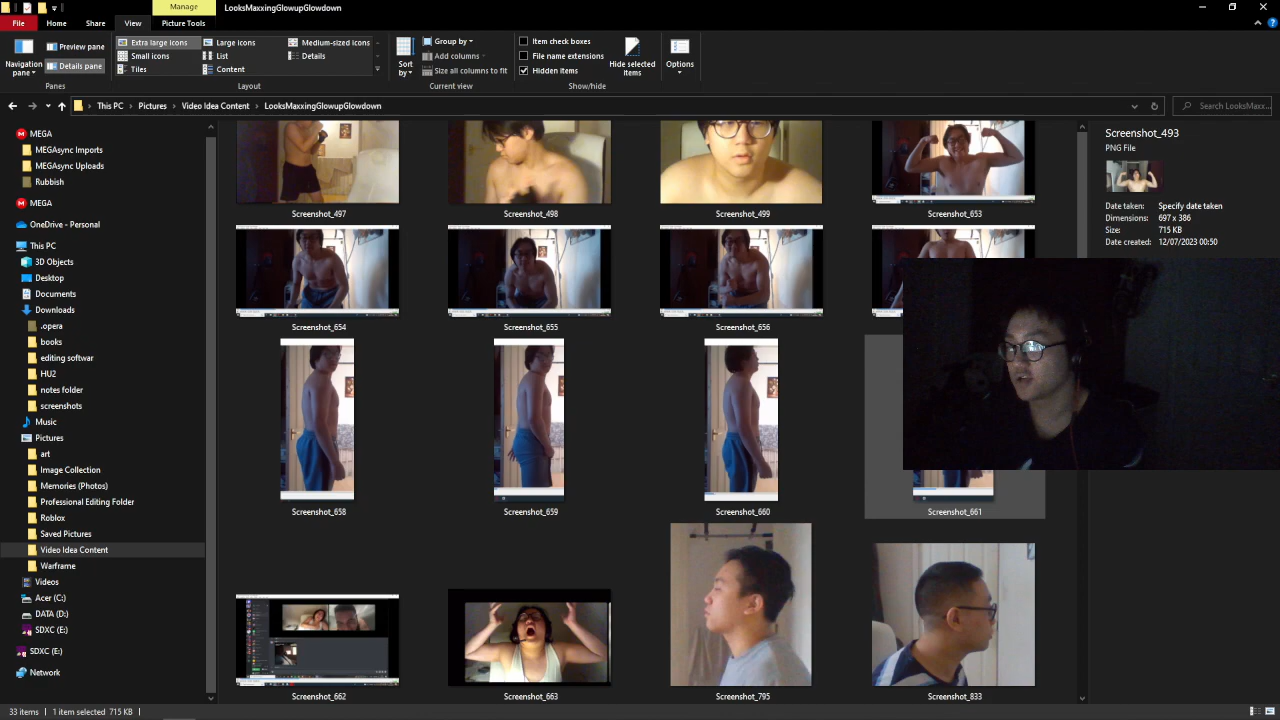 Manage
LooksMaxxingGlowupGlowdown
File
Home
Share
View
Picture Tools
Navigation pane
Preview pane
Details pane
Panes
Extra large icons
Large icons
Medium-sized icons
Small icons
List
Details
Tiles
Content
Layout
Sort by
Group by
Add columns
Size all columns to fit
Current view
Item check boxes
File name extensions
Hidden items
Hide selected items
Show/hide
Options
This PC > Pictures > Video Idea Content > LooksMaxxingGlowupGlowdown
Search LooksMaxx...
MEGA
MEGAsync Imports
MEGAsync Uploads
Rubbish
MEGA
OneDrive - Personal
This PC
3D Objects
Desktop
Documents
Downloads
.opera
books
editing softwar
HU2
notes folder
screenshots
Music
Pictures
art
Image Collection
Memories (Photos)
Professional Editing Folder
Roblox
Saved Pictures
Video Idea Content
Warframe
Videos
Acer (C:)
DATA (D:)
SDXC (E:)
SDXC (E:)
Network
Screenshot_497
Screenshot_498
Screenshot_499
Screenshot_653
Screenshot_654
Screenshot_655
Screenshot_656
Screenshot_658
Screenshot_659
Screenshot_660
Screenshot_661
Screenshot_662
Screenshot_663
Screenshot_795
Screenshot_833
Screenshot_493
PNG File
Date taken: Specify date taken
Dimensions: 697 x 386
Size: 715 KB
Date created: 12/07/2023 00:50
33 items
1 item selected 715 KB